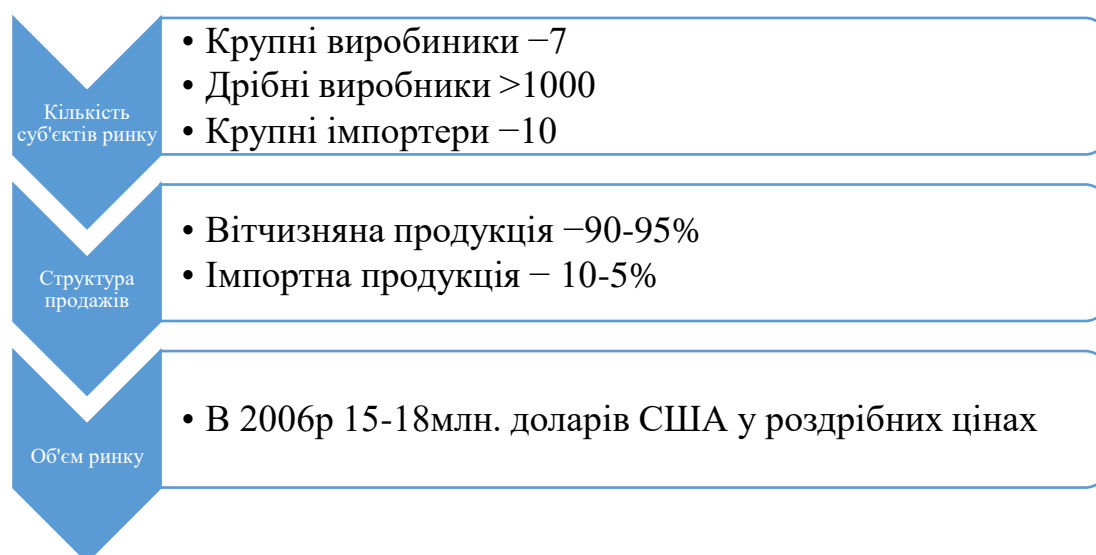 Кількість
суб'єктів ринку
• Крупні виробиники −7
• Дрібні виробники >1000
• Крупні імпортери −10
Структура
продажів
• Вітчизняна продукція −90-95%
• Імпортна продукція − 10-5%
Об'єм ринку
• В 2006р 15-18млн. доларів США у роздрібних цінах